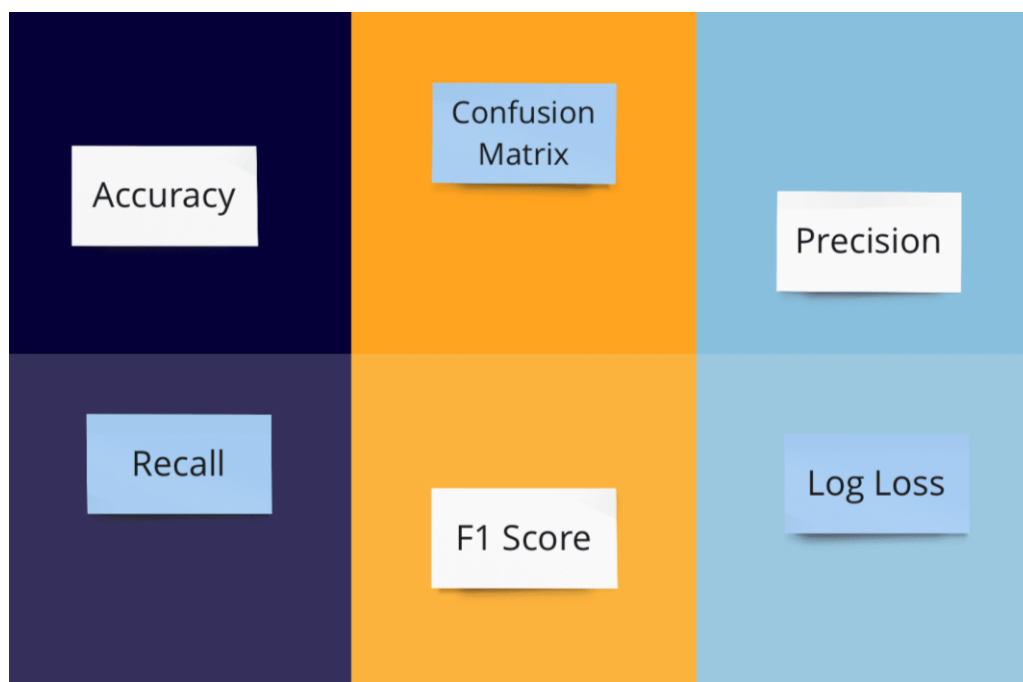 Accuracy
Confusion
Matrix
Precision
Recall
F1 Score
Log Loss